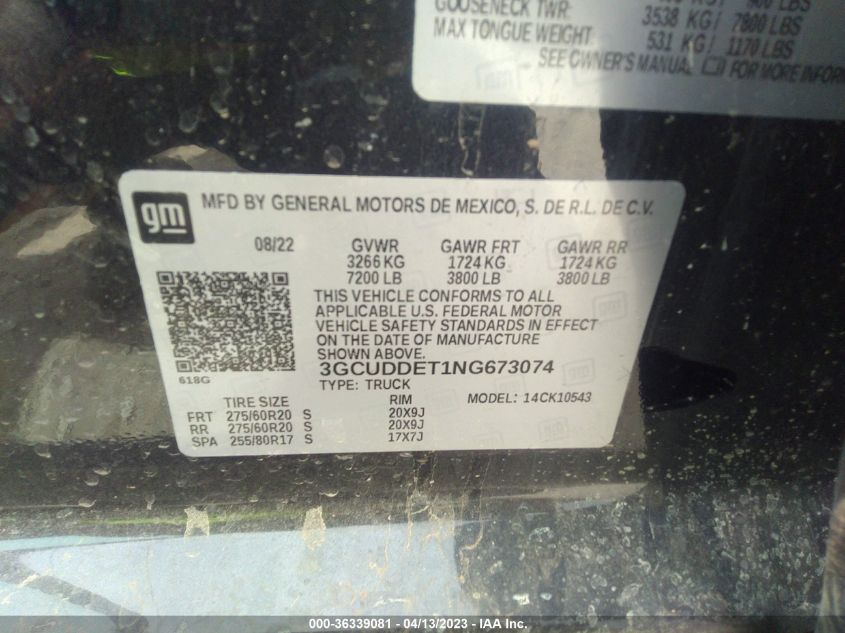 GOOSENECK TWR: 3538 KG/ 7800 LBS
MAX TONGUE WEIGHT: 531 KG/ 1170 LBS
SEE OWNER'S MANUAL FOR MORE INFORM
gm
MFD BY GENERAL MOTORS DE MEXICO, S. DE R.L. DE C.V.
08/22 GVWR GAWR FRT GAWR RR
3266 KG 1724 KG 1724 KG
7200 LB 3800 LB 3800 LB
THIS VEHICLE CONFORMS TO ALL
APPLICABLE U.S. FEDERAL MOTOR
VEHICLE SAFETY STANDARDS IN EFFECT
ON THE DATE OF MANUFACTURE
SHOWN ABOVE.
618G
3GCUDDET1NG673074
TYPE: TRUCK
TIRE SIZE RIM MODEL: 14CK10543
FRT 275/60R20 S 20X9J
RR 275/60R20 S 20X9J
SPA 255/80R17 S 17X7J
000-36339081 - 04/13/2023 - IAA Inc.